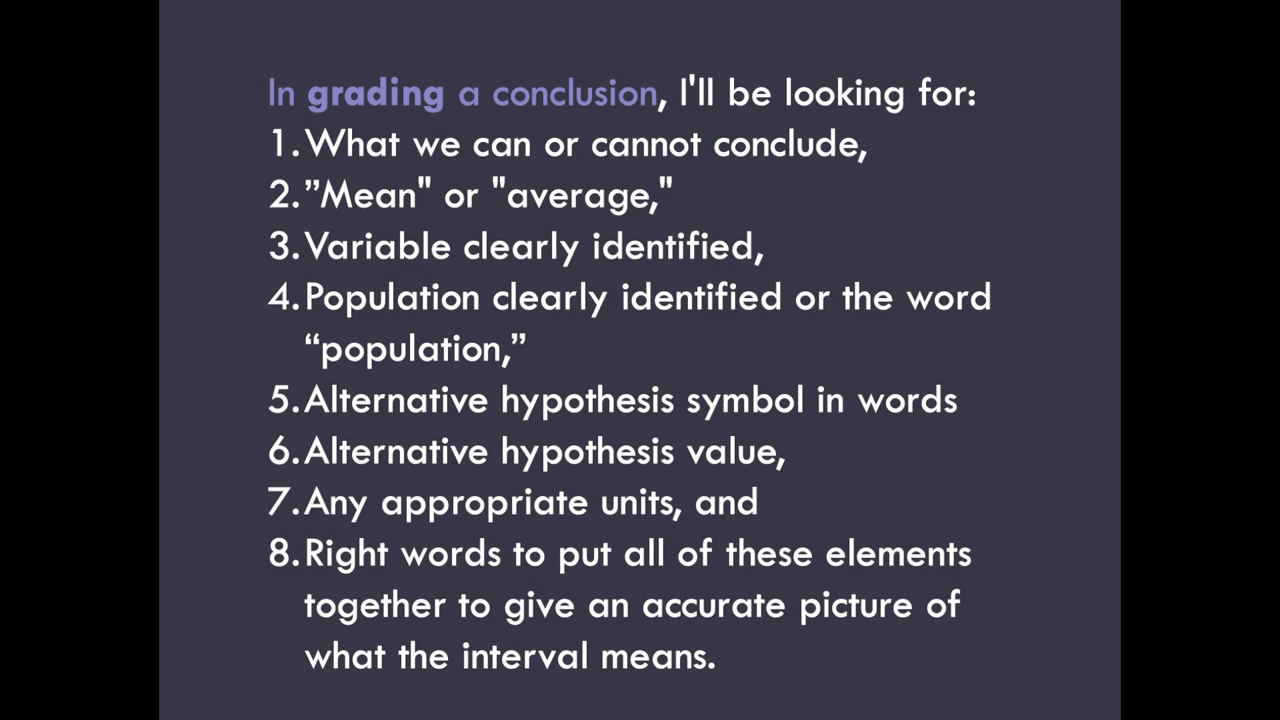 In grading a conclusion, I'll be looking for:
1. What we can or cannot conclude,
2. ”Mean" or "average,"
3. Variable clearly identified,
4. Population clearly identified or the word
“population,”
5. Alternative hypothesis symbol in words
6. Alternative hypothesis value,
7. Any appropriate units, and
8. Right words to put all of these elements
together to give an accurate picture of
what the interval means.